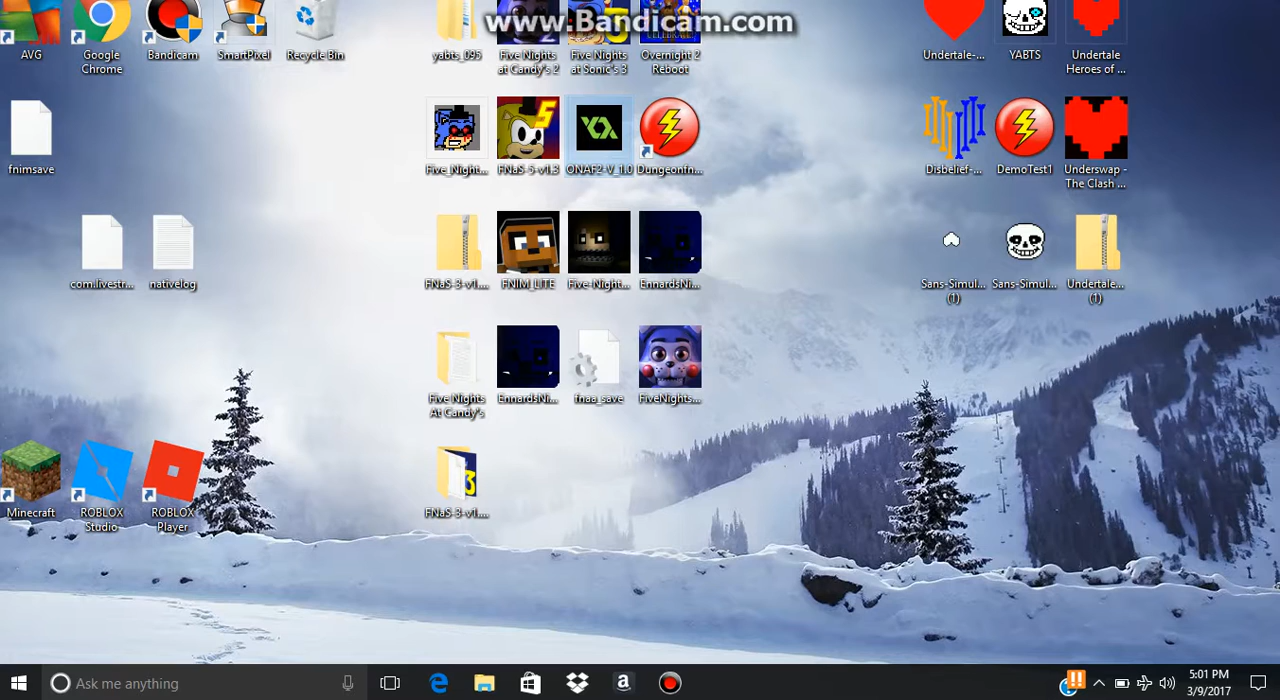 www.Bandicam.com
AVG
Google Chrome
Bandicam
SmartPixel
Recycle Bin
yabts_095
Five Nights at Candy's 2
Five Nights at Sonic's 3
Overnight 2 Reboot
Undertale-...
YABTS
Undertale Heroes of ...
fnimsave
Five_Night...
FNaS-5-v1.3
ONAF2-V_1.0
Dungeonfn...
Disbelief-...
DemoTest1
Underswap - The Clash ...
com.livestr...
nativelog
FNaS-3-v1....
FNIM_LITE
Five-Night...
EnnardsNi...
Sans-Simul... (1)
Sans-Simul...
Undertale... (1)
Five Nights At Candy's
EnnardsNi...
fnaa_save
FiveNights...
Minecraft
ROBLOX Studio
ROBLOX Player
FNaS-3-v1....
Ask me anything
5:01 PM
3/9/2017